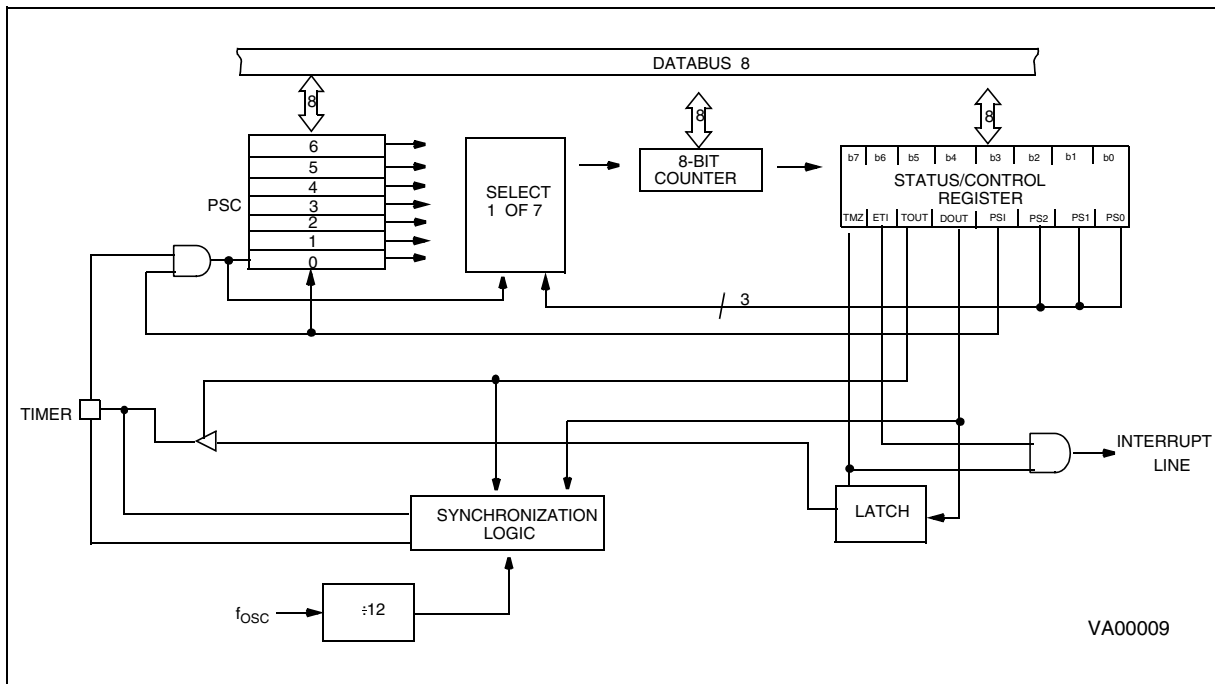 DATABUS 8
8
8
8
6
5
4
3
2
1
0
PSC
SELECT
1 OF 7
8-BIT
COUNTER
b7 b6 b5 b4 b3 b2 b1 b0
STATUS/CONTROL
REGISTER
TMZ ETI TOUT DOUT PSI PS2 PS1 PS0
3
TIMER
INTERRUPT
LINE
SYNCHRONIZATION
LOGIC
LATCH
fOSC
÷12
VA00009